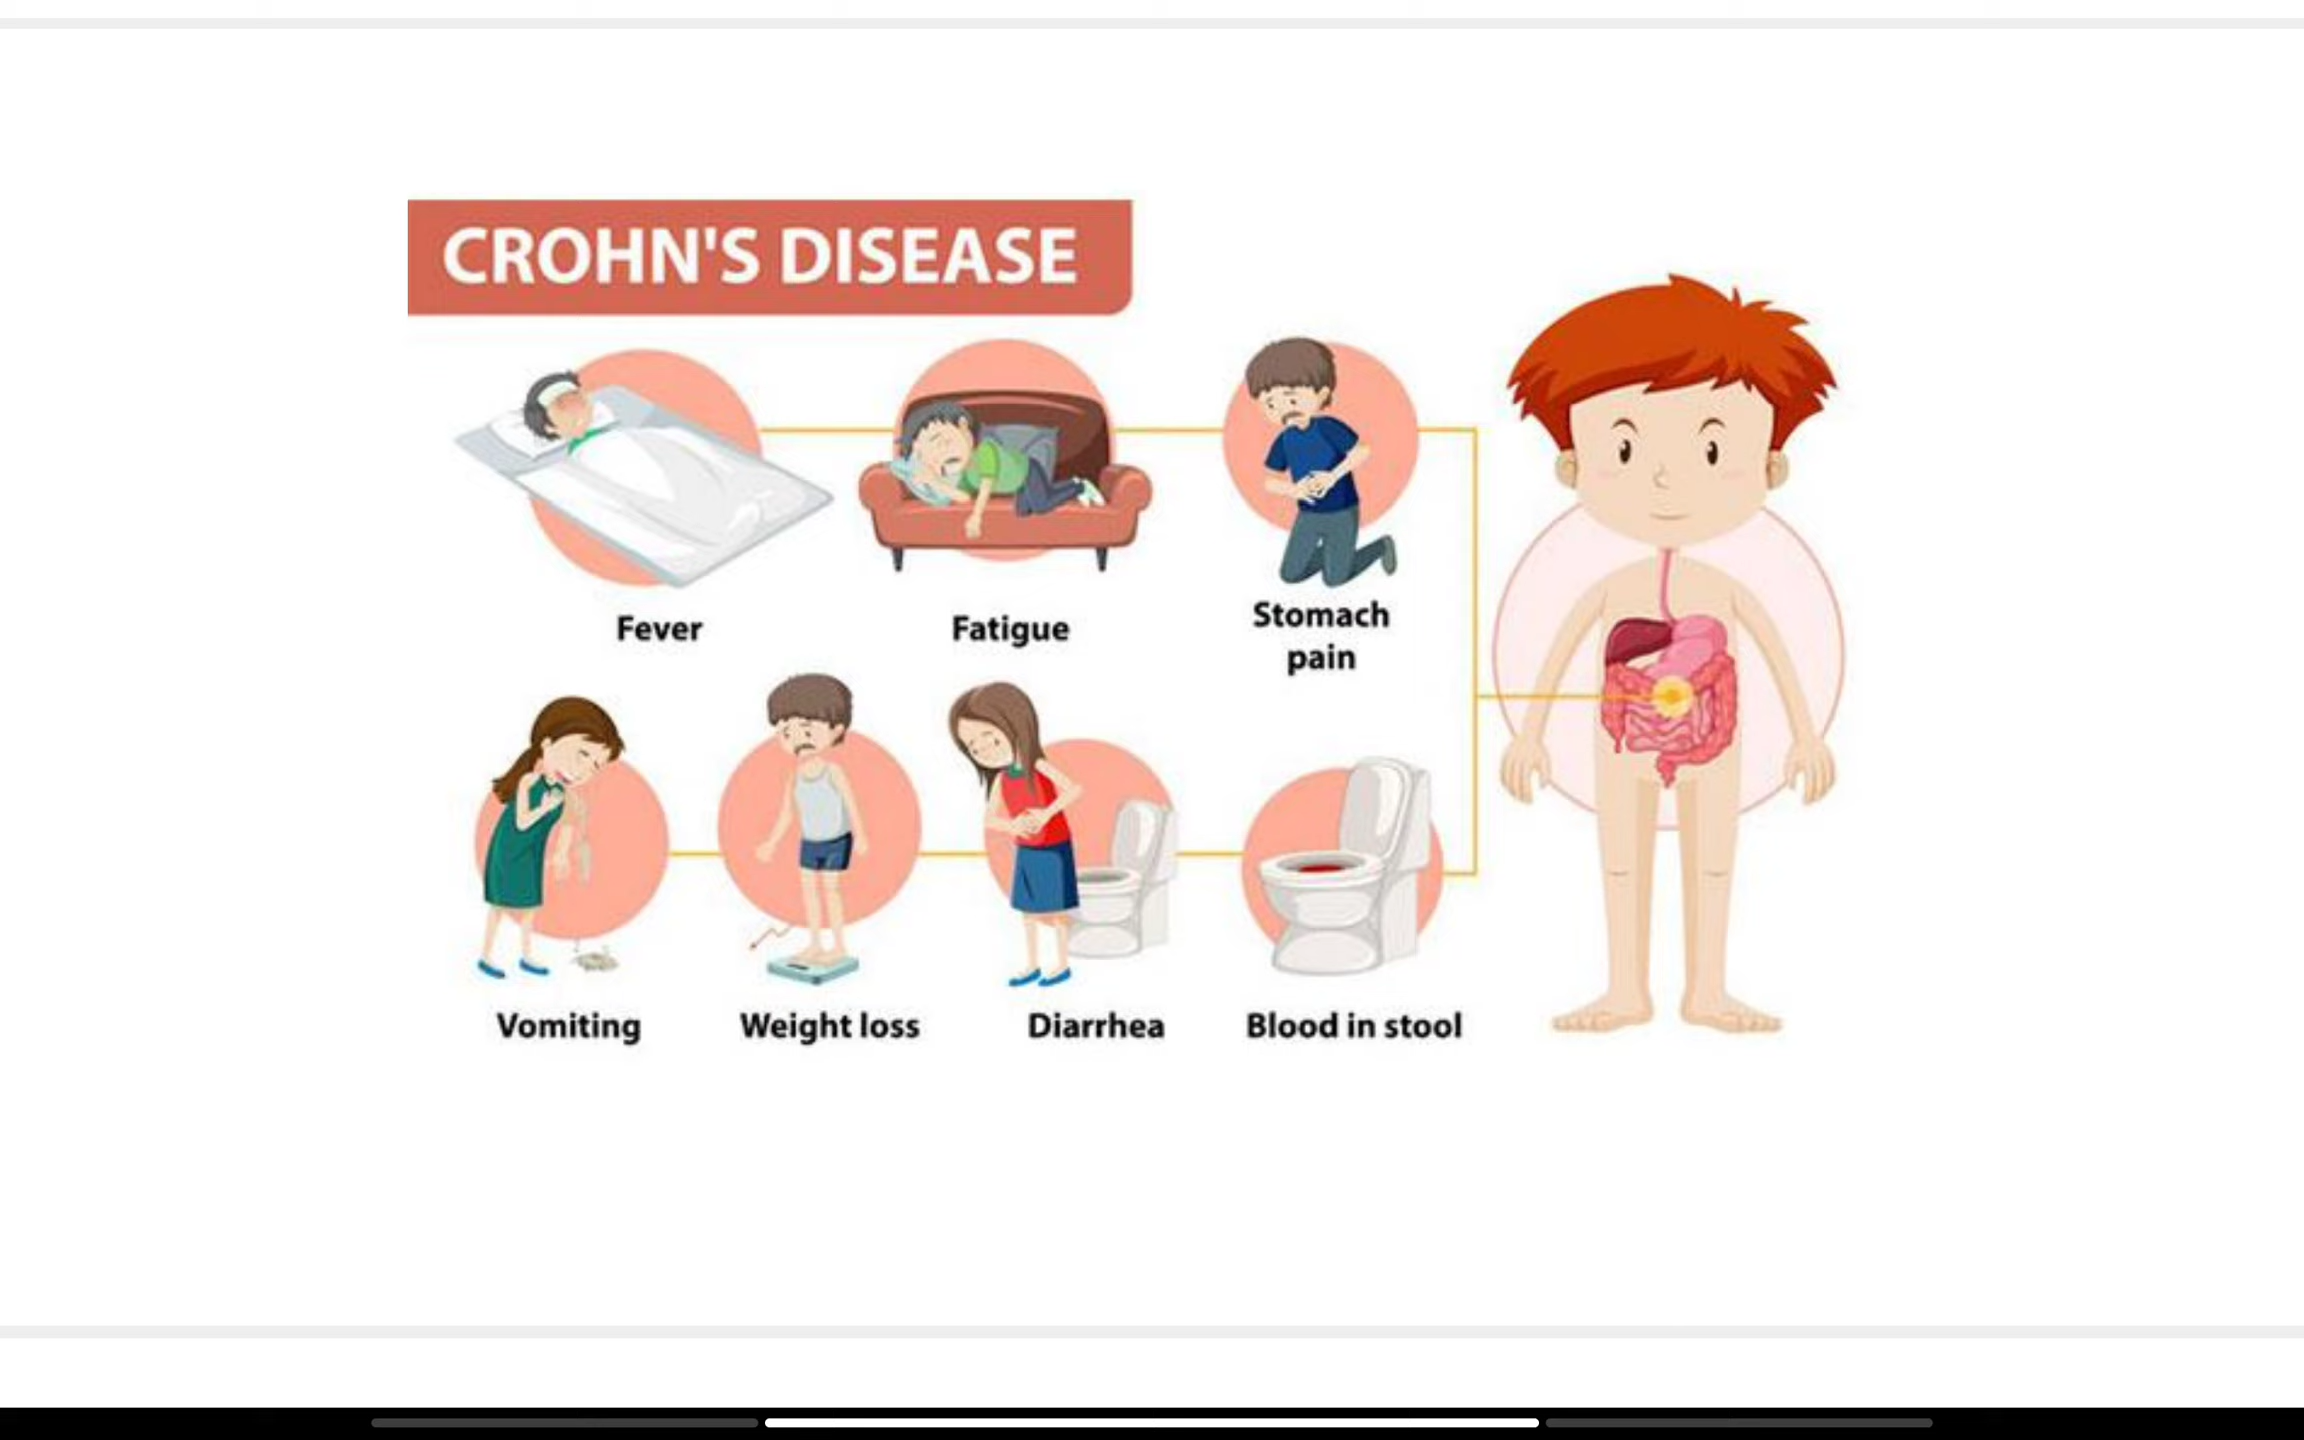 CROHN'S DISEASE
Fever
Fatigue
Stomach
pain
Vomiting
Weight loss
Diarrhea
Blood in stool